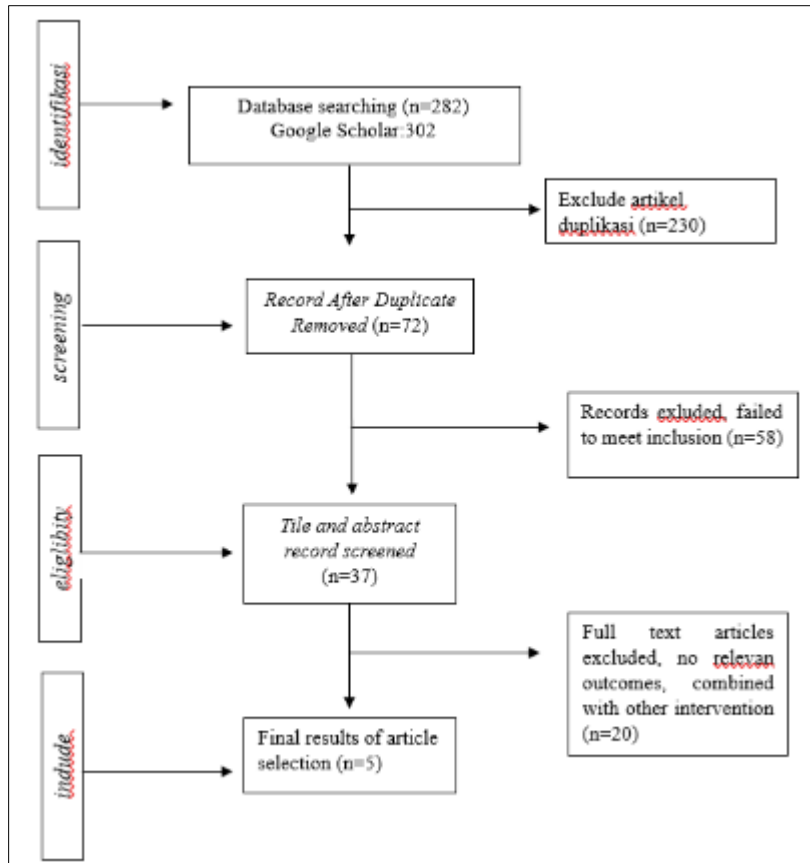 identifikasi
Database searching (n=282)
Google Scholar:302
Exclude artikel
duplikasi (n=230)
screening
Record After Duplicate
Removed (n=72)
Records exluded, failed
to meet inclusion (n=58)
eliglibity
Tile and abstract
record screened
(n=37)
Full text articles
excluded, no relevan
outcomes, combined
with other intervention
(n=20)
include
Final results of article
selection (n=5)